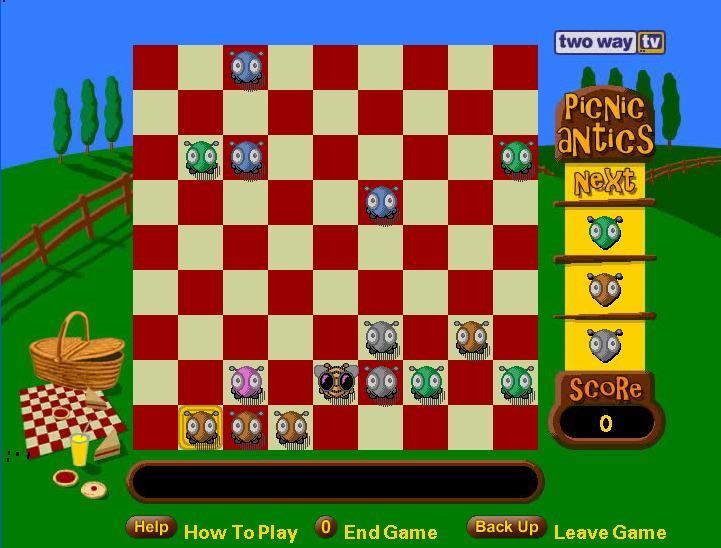 two way tv
PicNic
aNTics
NeXt
ScoRe
0
Help How To Play 0 End Game Back Up Leave Game